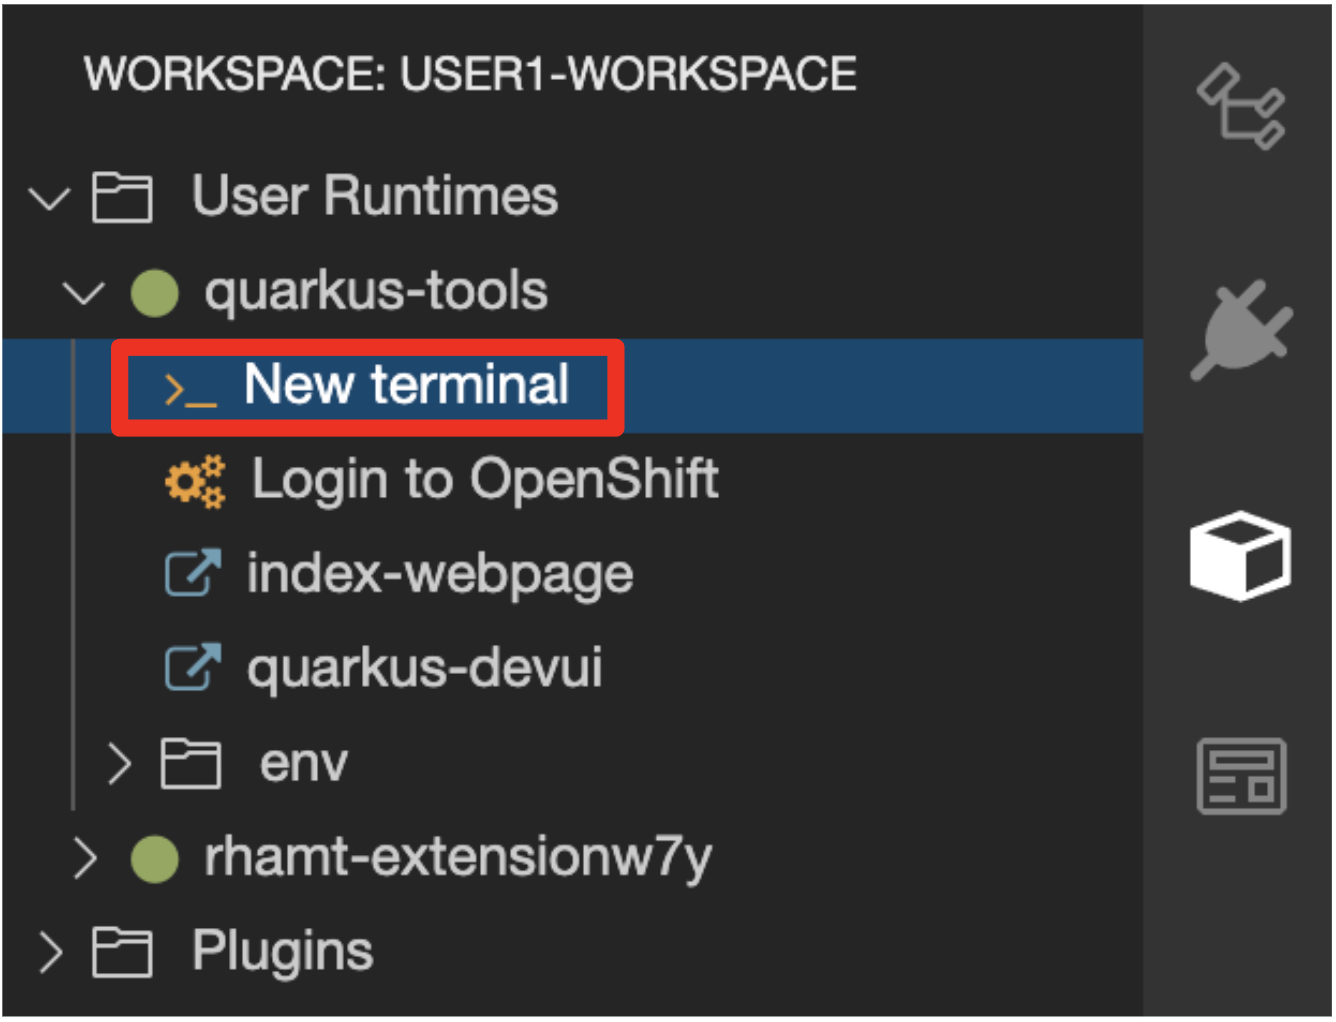 WORKSPACE: USER1-WORKSPACE
User Runtimes
quarkus-tools
>_ New terminal
Login to OpenShift
index-webpage
quarkus-devui
env
rhamt-extensionw7y
Plugins